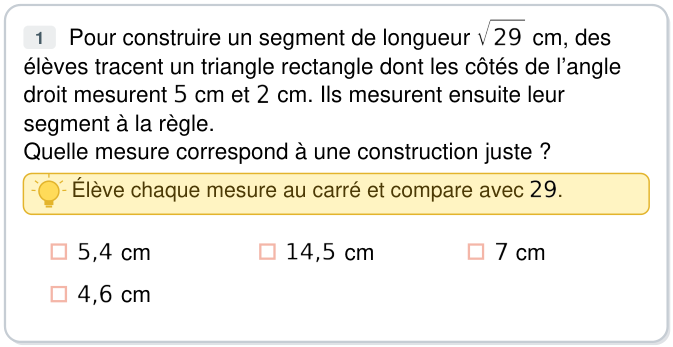 1 Pour construire un segment de longueur √29 cm, des
élèves tracent un triangle rectangle dont les côtés de l’angle
droit mesurent 5 cm et 2 cm. Ils mesurent ensuite leur
segment à la règle.
Quelle mesure correspond à une construction juste ?
Élève chaque mesure au carré et compare avec 29.
5,4 cm 14,5 cm 7 cm
4,6 cm